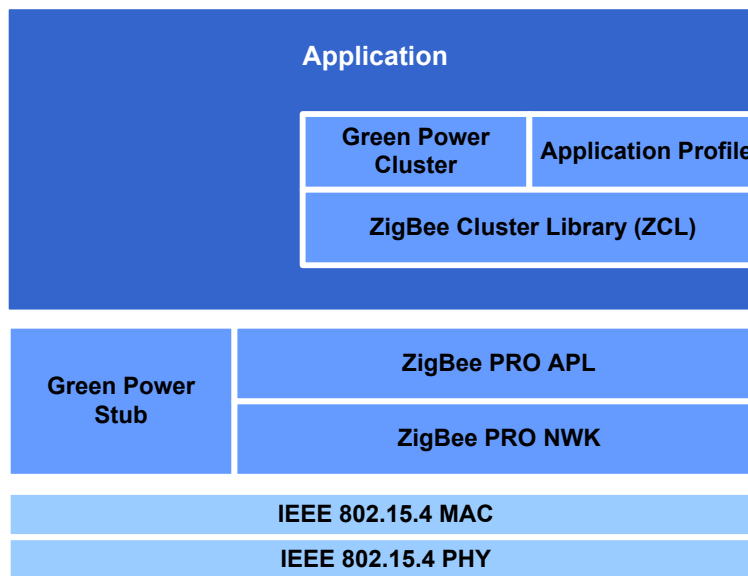 Application
Green Power
Cluster
Application Profile
ZigBee Cluster Library (ZCL)
Green Power
Stub
ZigBee PRO APL
ZigBee PRO NWK
IEEE 802.15.4 MAC
IEEE 802.15.4 PHY